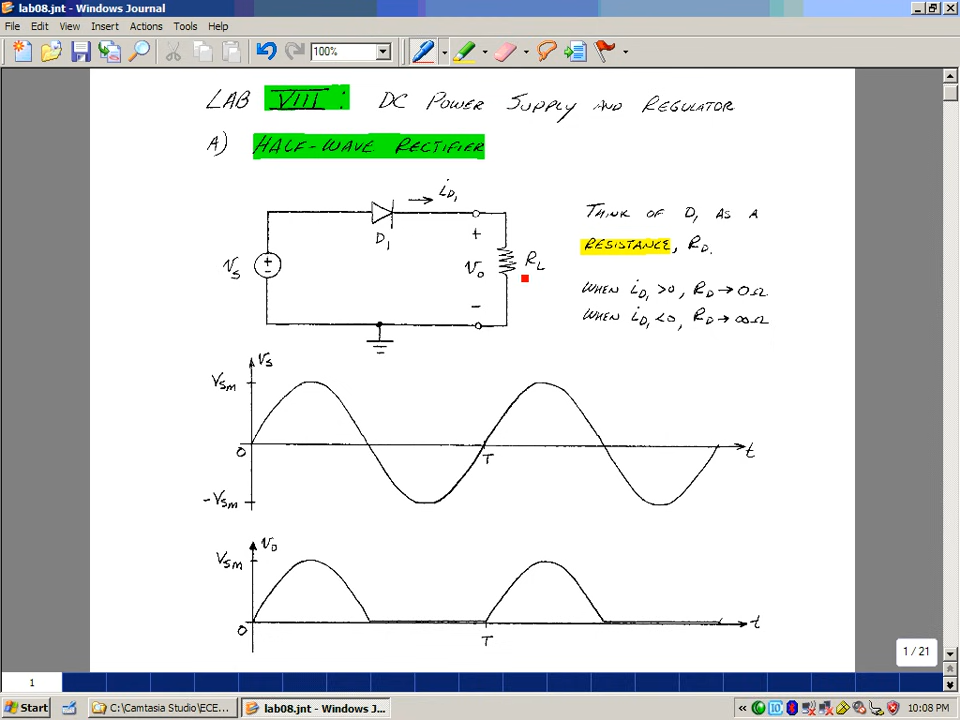 lab08.jnt - Windows Journal
File Edit View Insert Actions Tools Help
100%
LAB VIII: DC POWER SUPPLY AND REGULATOR
A) HALF-WAVE RECTIFIER
iD1
D1
+
VS
+
-
Vo
RL
-
THINK OF D1 AS A
RESISTANCE, RD.
WHEN iD1 >0, RD → 0Ω
WHEN iD1 <0, RD → ∞Ω
VS
VSm
0
T
t
-VSm
VO
VSm
0
T
t
1 / 21
1
Start
C:\Camtasia Studio\ECE...
lab08.jnt - Windows J...
«
10:08 PM